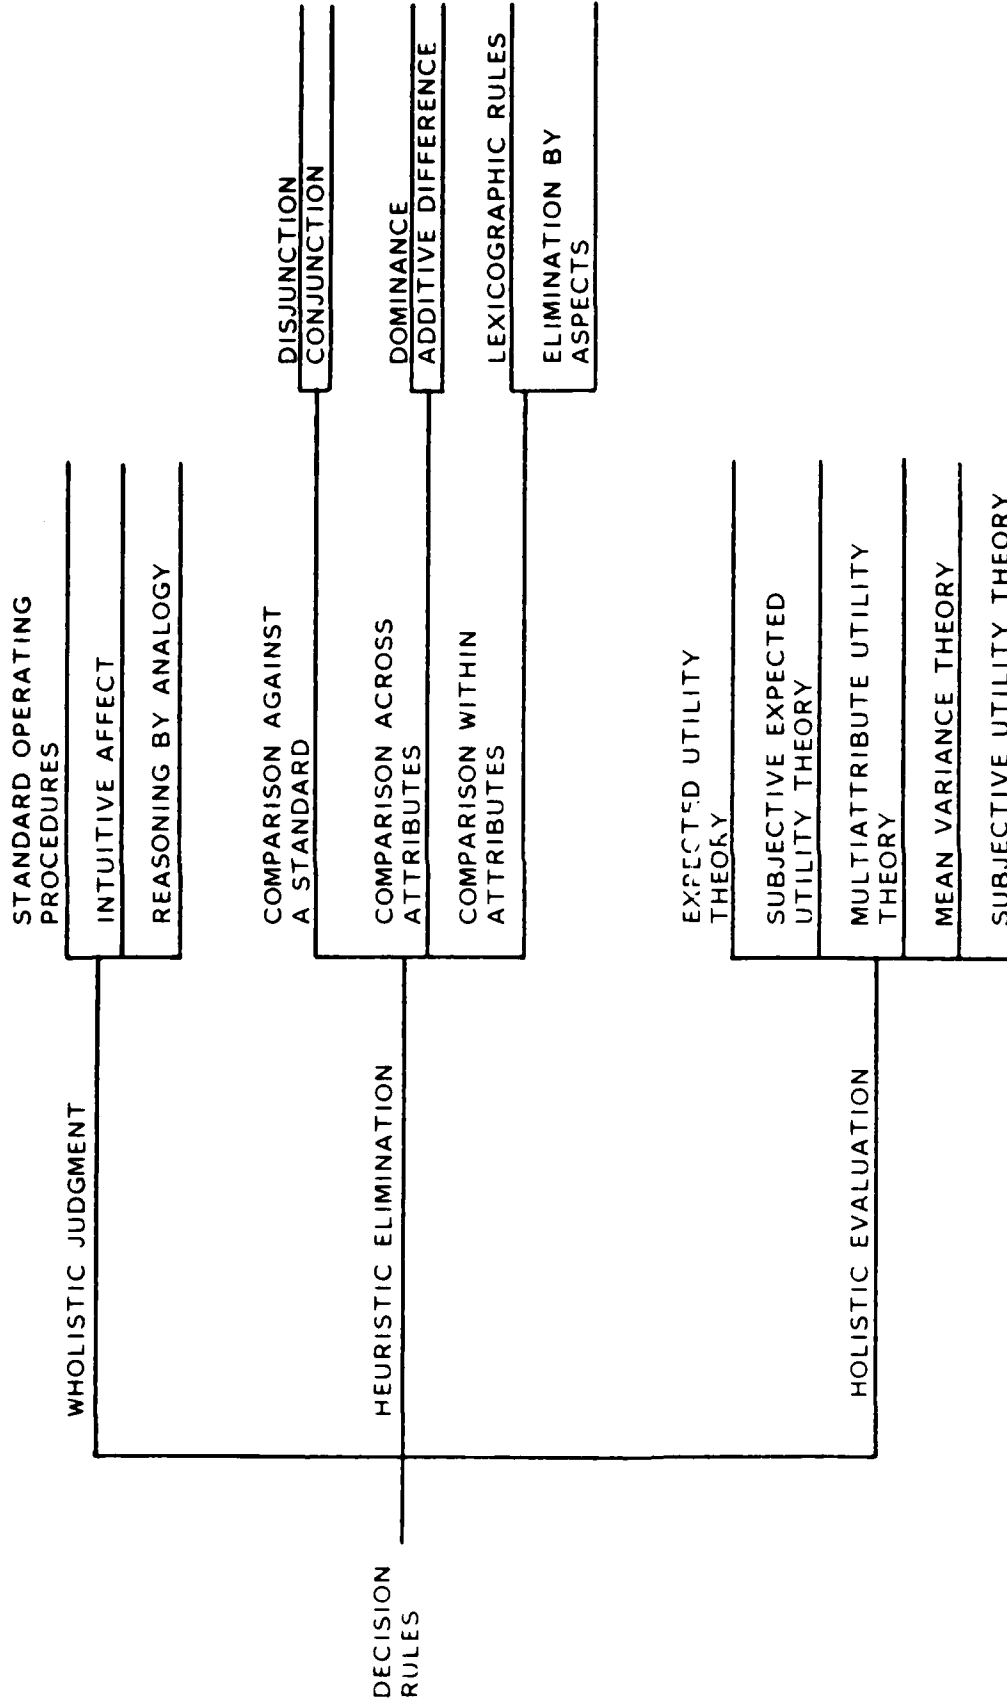 DECISION
RULES
WHOLISTIC JUDGMENT
STANDARD OPERATING
PROCEDURES
INTUITIVE AFFECT
REASONING BY ANALOGY
HEURISTIC ELIMINATION
COMPARISON AGAINST
A STANDARD
DISJUNCTION
CONJUNCTION
COMPARISON ACROSS
ATTRIBUTES
DOMINANCE
ADDITIVE DIFFERENCE
COMPARISON WITHIN
ATTRIBUTES
LEXICOGRAPHIC RULES
ELIMINATION BY
ASPECTS
HOLISTIC EVALUATION
EXPECTED UTILITY
THEORY
SUBJECTIVE EXPECTED
UTILITY THEORY
MULTIATTRIBUTE UTILITY
THEORY
MEAN VARIANCE THEORY
SUBJECTIVE UTILITY THEORY